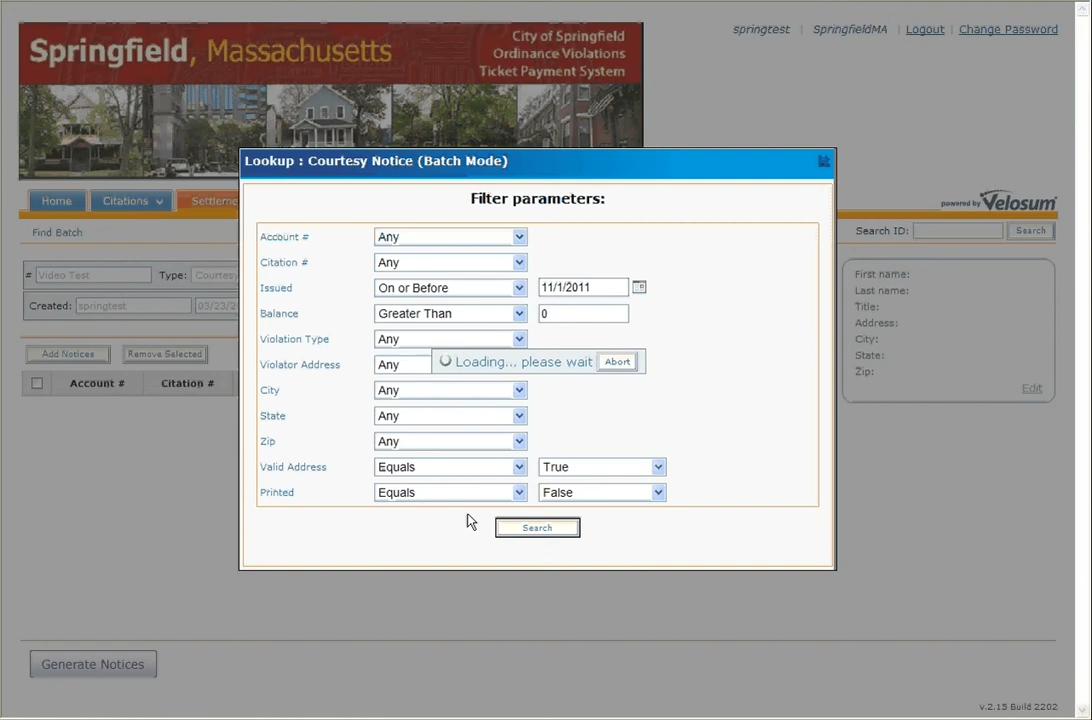 springtest | SpringfieldMA | Logout | Change Password
Springfield, Massachusetts
City of Springfield
Ordinance Violations
Ticket Payment System
Lookup : Courtesy Notice (Batch Mode)
Filter parameters:
Home
Citations
Settleme
powered by Velosum
Find Batch
Search ID:
Search
# Video Test Type: Courtesy
Created: springtest 03/23/2
Add Notices
Remove Selected
Account #
Citation #
Account # Any
Citation # Any
Issued On or Before 11/1/2011
Balance Greater Than 0
Violation Type Any
Violator Address Any
Loading... please wait Abort
City Any
State Any
Zip Any
Valid Address Equals True
Printed Equals False
Search
First name:
Last name:
Title:
Address:
City:
State:
Zip:
Edit
Generate Notices
v.2.15 Build 2202